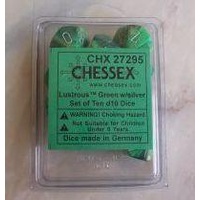 CHX 27295
CHESSEX
www.chessex.com
Lustrous™ Green w/silver
Set of Ten d10 Dice
WARNING! Choking Hazard
Not Suitable For Children
Under 3 Years.
Dice made in Germany